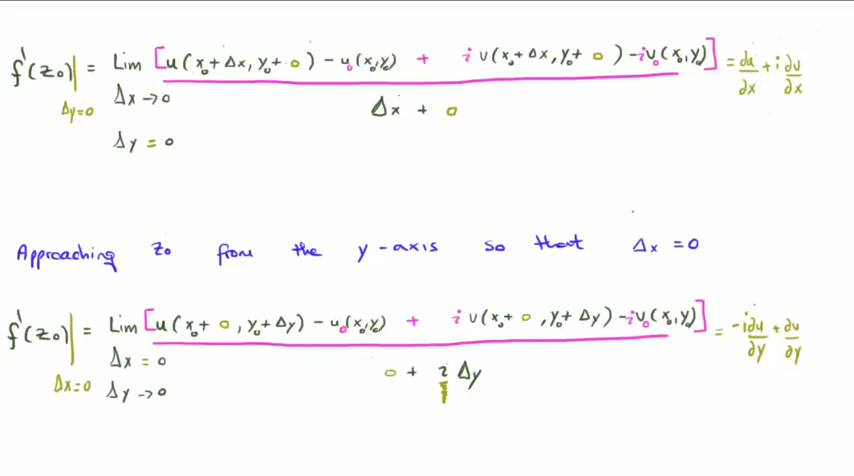 f'(z₀)|Δy=0 = Lim [u(x₀+Δx, y₀+0) − u₀(x₀,y₀) + i v(x₀+Δx, y₀+0) − i v₀(x₀,y₀)] = ∂u/∂x + i ∂v/∂x
Δx→0
Δx + 0
Δy = 0
Approaching z₀ from the y-axis so that Δx = 0
f'(z₀)|Δx=0 = Lim [u(x₀+0, y₀+Δy) − u₀(x₀,y₀) + i v(x₀+0, y₀+Δy) − i v₀(x₀,y₀)] = −i ∂u/∂y + ∂v/∂y
Δx = 0
0 + i Δy
Δy→0